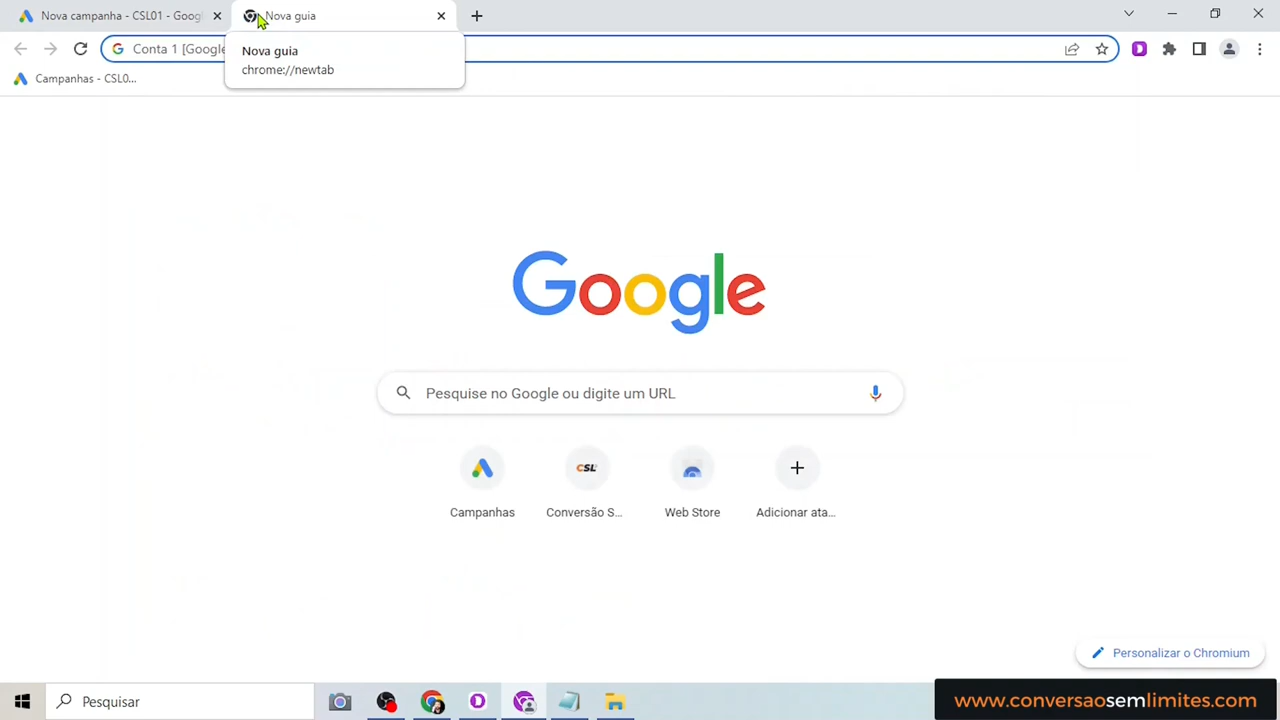 Nova campanha - CSL01 - Goog
Nova guia
Conta 1 [Google
Nova guia
chrome://newtab
Campanhas - CSL0...
Google
Pesquise no Google ou digite um URL
Campanhas
Conversão S...
Web Store
Adicionar ata...
CSL
Personalizar o Chromium
Pesquisar
www.conversaosemlimites.com